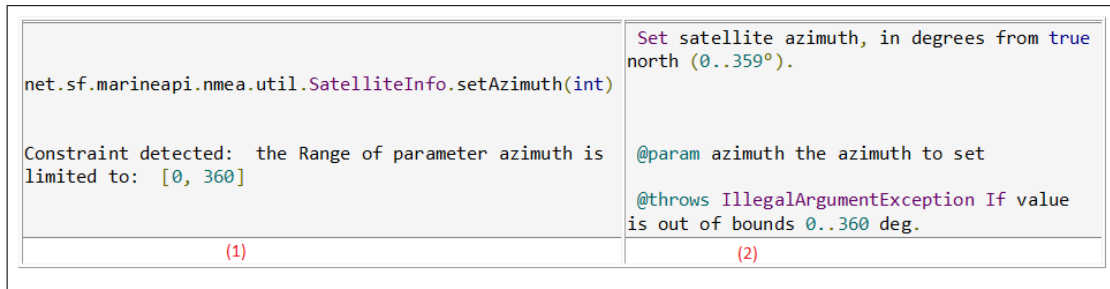 net.sf.marineapi.nmea.util.SatelliteInfo.setAzimuth(int)
Constraint detected:  the Range of parameter azimuth is
limited to:  [0, 360]
(1)
Set satellite azimuth, in degrees from true
north (0..359º).
@param azimuth the azimuth to set
@throws IllegalArgumentException If value
is out of bounds 0..360 deg.
(2)